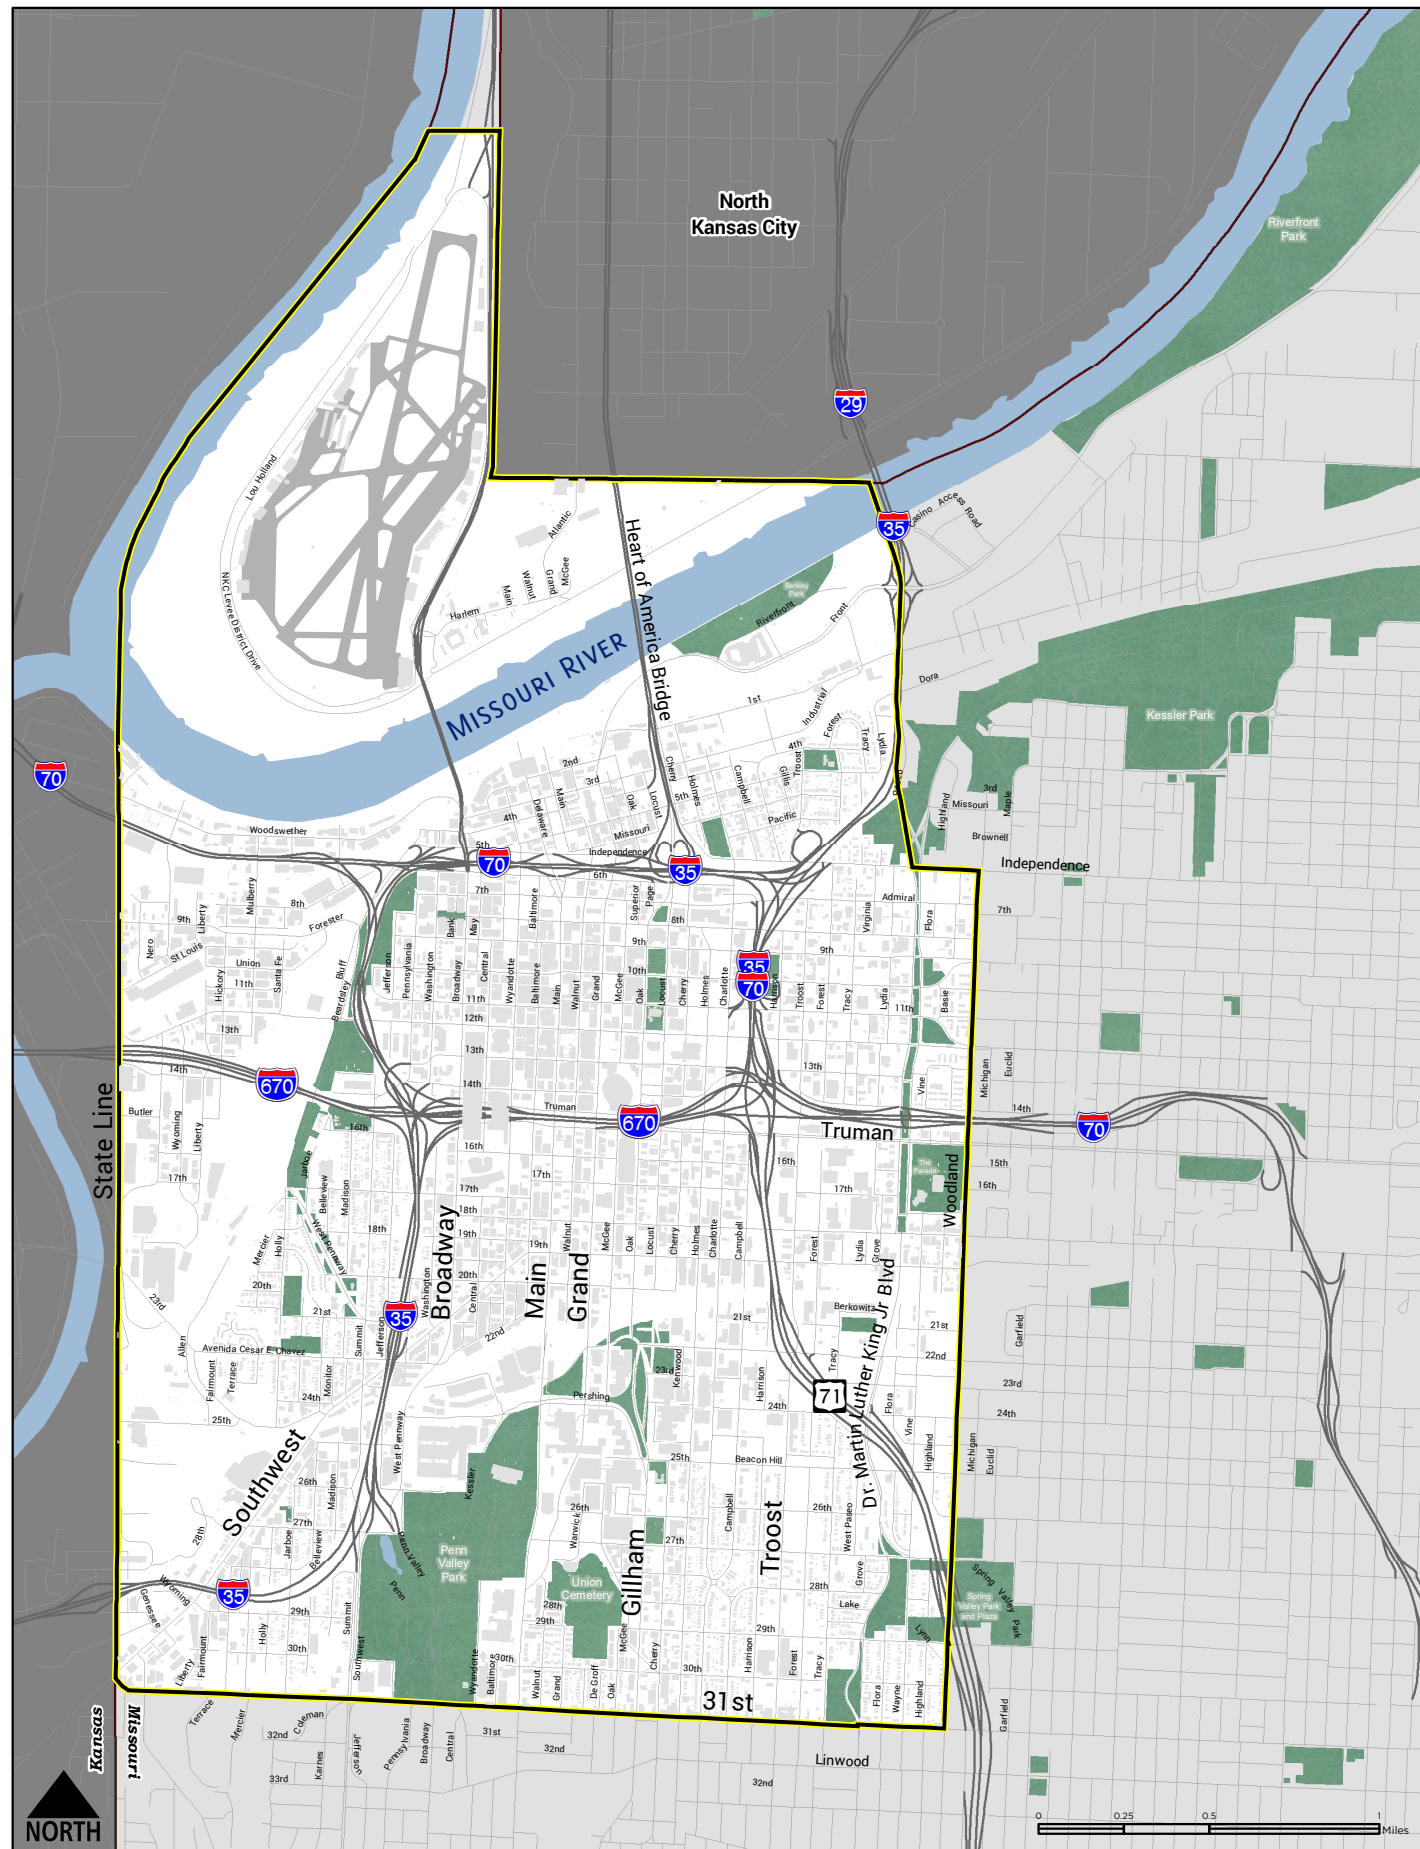 North
Kansas City
Riverfront
Park
29
35
Casino Access Road
Lou Holland
NKC Levee District Drive
Atlantic
McGee
Grand
Walnut
Main
Harlem
Heart of America Bridge
Berkley
Park
Riverfront
Front
MISSOURI RIVER
Dora
Kessler Park
1st
Industrial
Forest
Tracy
Lydia
4th
Troost
Gillis
Campbell
Cherry
Holmes
5th
2nd
3rd
Main
Oak
Locust
Delaware
4th
Missouri
Pacific
70
Woodswether
5th
70
Independence
6th
35
3rd
Missouri
Maple
Highland
Brownell
Independence
7th
Mulberry
8th
Forester
9th
Liberty
Nero
St Louis
Union
11th
Hickory
Santa Fe
13th
Beardsley
Bluff
Jefferson
Pennsylvania
Washington
Broadway
Bank
May
7th
Central
Wyandotte
Baltimore
Baltimore
Main
Walnut
Grand
McGee
Oak
Superior
Page
8th
9th
10th
Locust
Cherry
Holmes
Charlotte
35
70
Harrison
Troost
Forest
Tracy
Lydia
9th
11th
Virginia
Admiral
Flora
Basie
11th
12th
13th
14th
13th
Vine
Michigan
Euclid
14th
670
14th
Truman
670
Truman
70
State Line
Butler
Wyoming
Liberty
17th
16th
Jarboe
Belleview
Madison
West Pennway
18th
Mercier
Holly
20th
21st
23rd
16th
17th
18th
19th
20th
17th
19th
Walnut
McGee
Oak
Locust
Cherry
Holmes
Charlotte
Campbell
16th
17th
Forest
Lydia
Grove
The
Parade
Woodland
15th
16th
Broadway
Main
Grand
Washington
Central
22nd
35
Jefferson
Summit
Avenida Cesar E. Chavez
Allen
Fairmount
Terrace
Monitor
24th
25th
21st
Berkowitz
21st
22nd
Garfield
23rd
24th
Dr. Martin Luther King Jr Blvd
Tracy
71
Flora
Vine
Highland
Michigan
Euclid
Kenwood
23rd
Harrison
24th
Pershing
West Pennway
Kessler
25th
Beacon Hill
Southwest
26th
Madison
27th
Jarboe
Belleview
28th
Penn Valley
Penn
Penn
Valley
Park
Warwick
26th
Union
Cemetery
Gillham
27th
Campbell
Troost
26th
West Paseo
28th
Grove
Lake
Spring Valley Park
Spring
Valley Park
and Plaza
Lynn
Wyoming
35
Genessee
29th
Holly
30th
Fairmount
Liberty
Summit
Southwest
Wyandotte
Baltimore
30th
28th
29th
Walnut
Grand
De Groff
Oak
McGee
Cherry
30th
Harrison
29th
Forest
Tracy
Flora
Wayne
Highland
31st
Garfield
Kansas
Missouri
Terrace
Mercier
32nd
Coleman
Karnes
33rd
Jefferson
Pennsylvania
Broadway
Central
31st
32nd
32nd
Linwood
NORTH
0
0.25
0.5
1
Miles